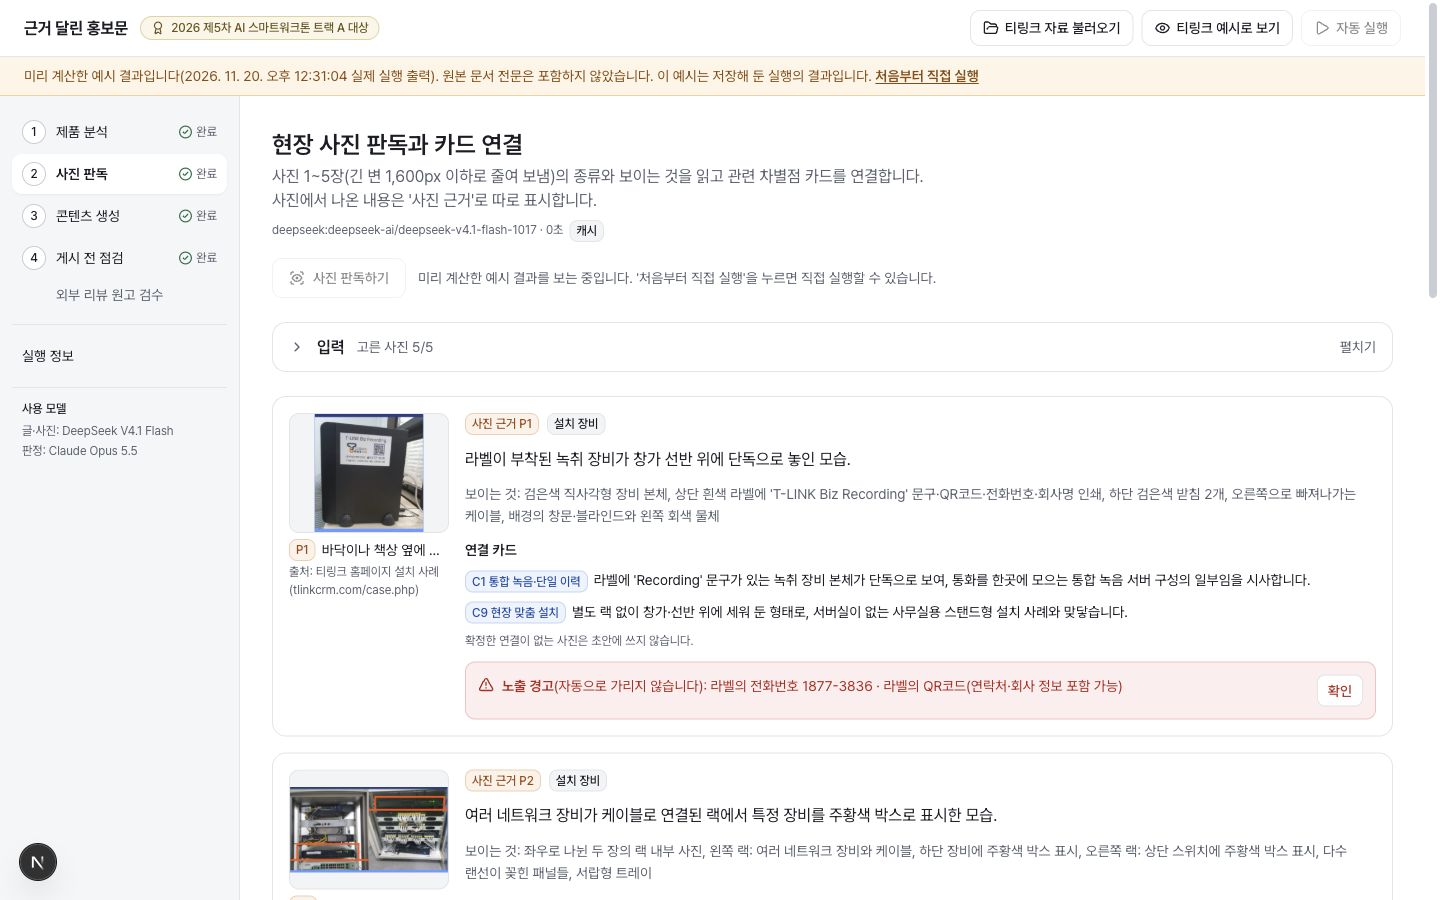 근거 달린 홍보문
2026 제5차 AI 스마트워크톤 트랙 A 대상
티링크 자료 불러오기
티링크 예시로 보기
자동 실행
미리 계산한 예시 결과입니다(2026. 11. 20. 오후 12:31:04 실제 실행 출력). 원본 문서 전문은 포함하지 않았습니다. 이 예시는 저장해 둔 실행의 결과입니다. 처음부터 직접 실행
1 제품 분석 완료
2 사진 판독 완료
3 콘텐츠 생성 완료
4 게시 전 점검 완료
외부 리뷰 원고 검수
실행 정보
사용 모델
글·사진: DeepSeek V4.1 Flash
판정: Claude Opus 5.5
현장 사진 판독과 카드 연결
사진 1~5장(긴 변 1,600px 이하로 줄여 보냄)의 종류와 보이는 것을 읽고 관련 차별점 카드를 연결합니다.
사진에서 나온 내용은 '사진 근거'로 따로 표시합니다.
deepseek:deepseek-ai/deepseek-v4.1-flash-1017 · 0초 캐시
사진 판독하기
미리 계산한 예시 결과를 보는 중입니다. '처음부터 직접 실행'을 누르면 직접 실행할 수 있습니다.
입력 고른 사진 5/5 펼치기
T-LINK Biz Recording
P1 바닥이나 책상 옆에 ...
출처: 티링크 홈페이지 설치 사례
(tlinkcrm.com/case.php)
사진 근거 P1 설치 장비
라벨이 부착된 녹취 장비가 창가 선반 위에 단독으로 놓인 모습.
보이는 것: 검은색 직사각형 장비 본체, 상단 흰색 라벨에 'T-LINK Biz Recording' 문구·QR코드·전화번호·회사명 인쇄, 하단 검은색 받침 2개, 오른쪽으로 빠져나가는
케이블, 배경의 창문·블라인드와 왼쪽 회색 물체
연결 카드
C1 통합 녹음·단일 이력 라벨에 'Recording' 문구가 있는 녹취 장비 본체가 단독으로 보여, 통화를 한곳에 모으는 통합 녹음 서버 구성의 일부임을 시사합니다.
C9 현장 맞춤 설치 별도 랙 없이 창가·선반 위에 세워 둔 형태로, 서버실이 없는 사무실용 스탠드형 설치 사례와 맞닿습니다.
확정한 연결이 없는 사진은 초안에 쓰지 않습니다.
노출 경고(자동으로 가리지 않습니다): 라벨의 전화번호 1877-3836 · 라벨의 QR코드(연락처·회사 정보 포함 가능)
확인
사진 근거 P2 설치 장비
여러 네트워크 장비가 케이블로 연결된 랙에서 특정 장비를 주황색 박스로 표시한 모습.
보이는 것: 좌우로 나뉜 두 장의 랙 내부 사진, 왼쪽 랙: 여러 네트워크 장비와 케이블, 하단 장비에 주황색 박스 표시, 오른쪽 랙: 상단 스위치에 주황색 박스 표시, 다수
랜선이 꽂힌 패널들, 서랍형 트레이
N